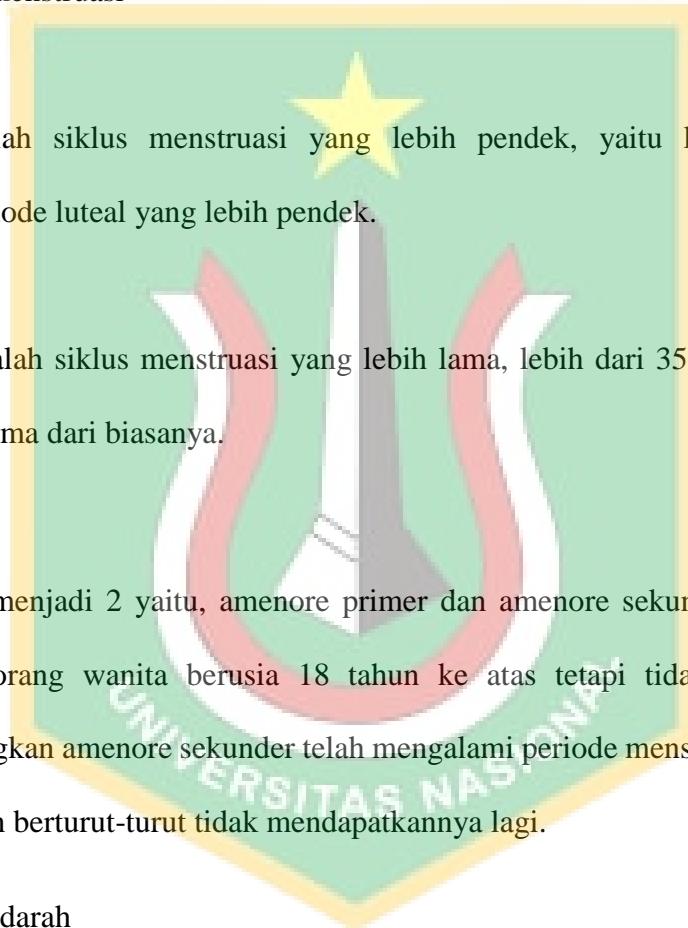 menstruasi
lah siklus menstruasi yang lebih pendek, yaitu
ode luteal yang lebih pendek.
alah siklus menstruasi yang lebih lama, lebih dari 35
ma dari biasanya.
menjadi 2 yaitu, amenore primer dan amenore sekun
orang wanita berusia 18 tahun ke atas tetapi tida
gkan amenore sekunder telah mengalami periode mens
n berturut-turut tidak mendapatkannya lagi.
UNIVERSITAS NASIONAL
darah